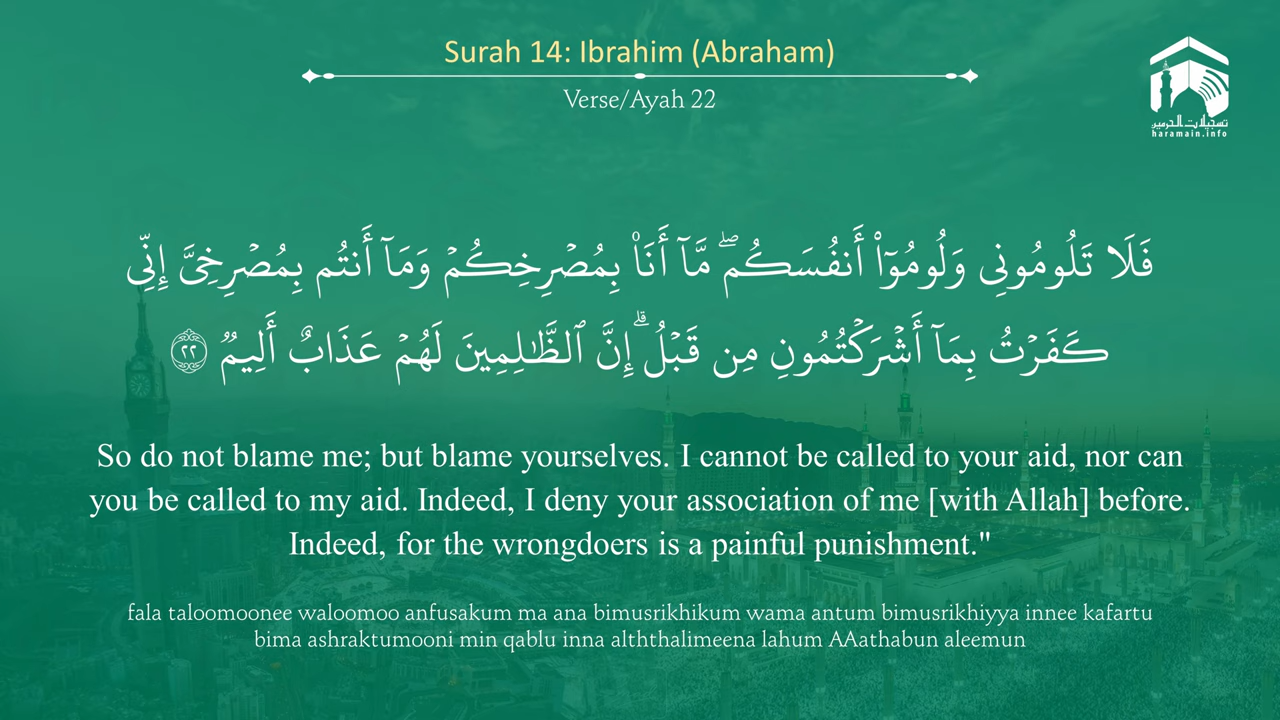 Surah 14: Ibrahim (Abraham)
Verse/Ayah 22
تسجيلات الحرمين
haramain.info
فَلَا تَلُومُونِى وَلُومُوٓا۟ أَنفُسَكُم ۖ مَّآ أَنَا۠ بِمُصْرِخِكُمْ وَمَآ أَنتُم بِمُصْرِخِىَّ إِنِّى
كَفَرْتُ بِمَآ أَشْرَكْتُمُونِ مِن قَبْلُ ۗ إِنَّ ٱلظَّٰلِمِينَ لَهُمْ عَذَابٌ أَلِيمٌ ٢٢
So do not blame me; but blame yourselves. I cannot be called to your aid, nor can
you be called to my aid. Indeed, I deny your association of me [with Allah] before.
Indeed, for the wrongdoers is a painful punishment."
fala taloomoonee waloomoo anfusakum ma ana bimusrikhikum wama antum bimusrikhiyya innee kafartu
bima ashraktumooni min qablu inna alththalimeena lahum AAathabun aleemun